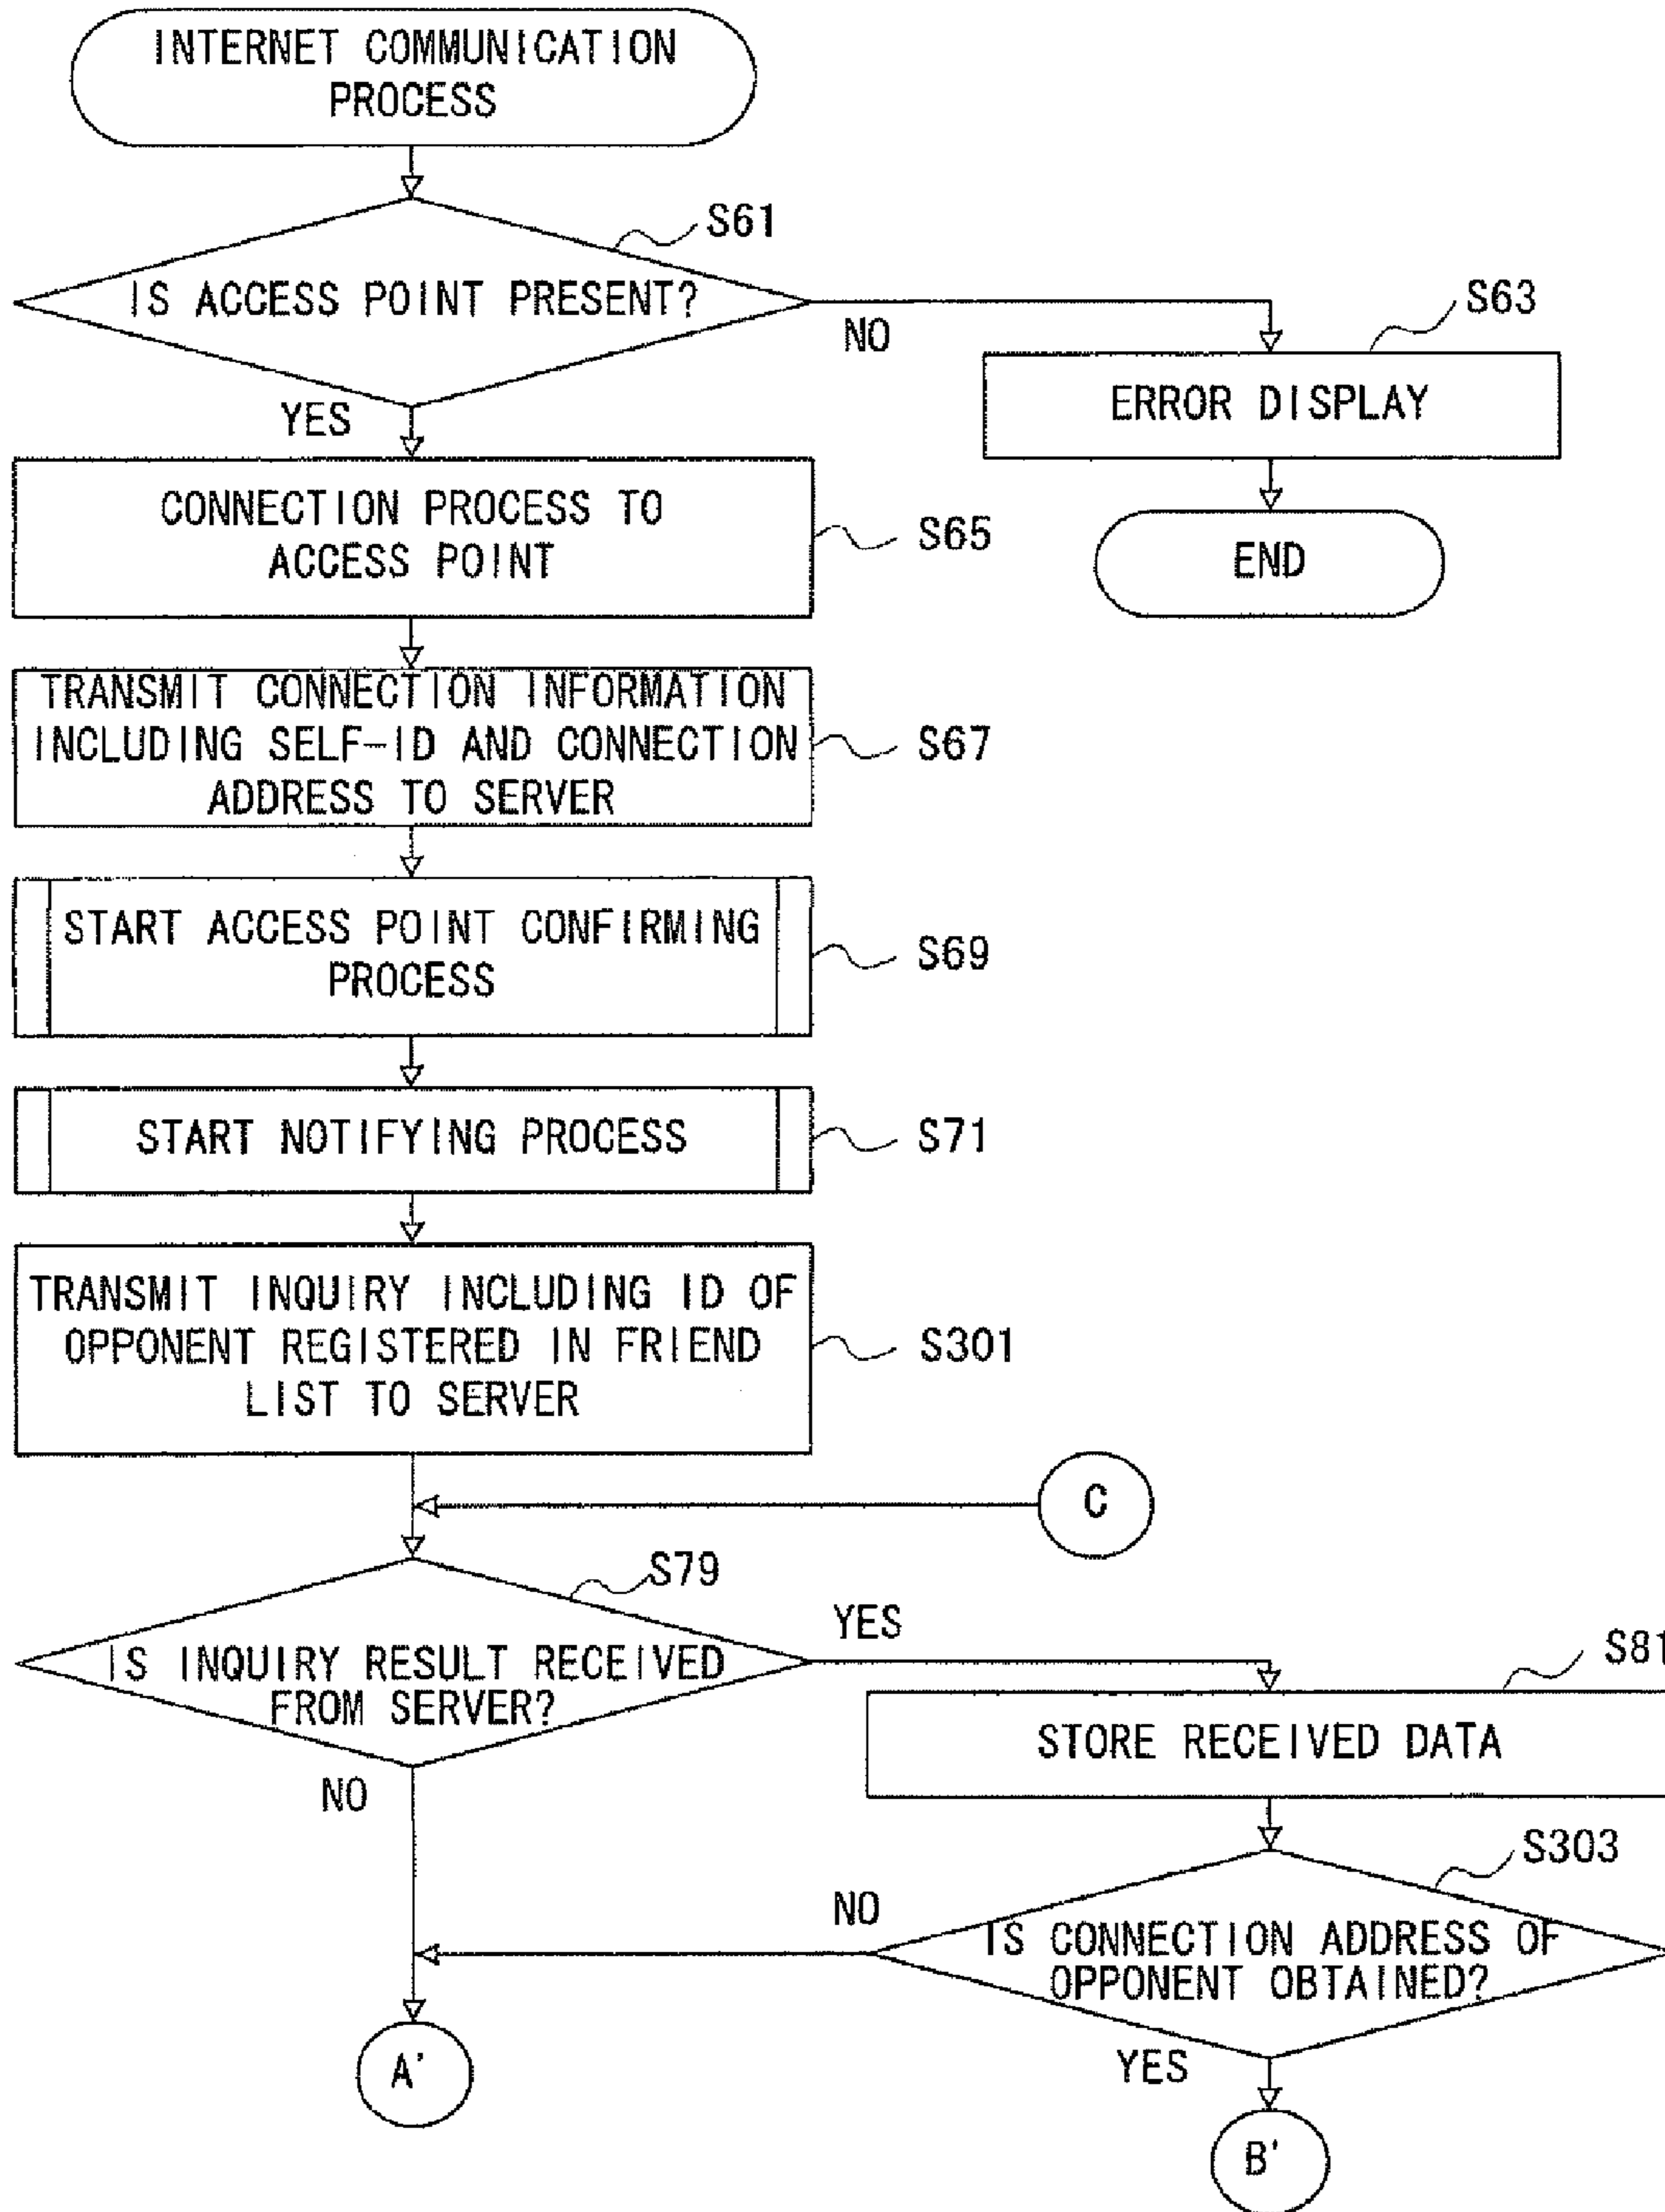 INTERNET COMMUNICATION
PROCESS
S61
IS ACCESS POINT PRESENT?
NO
S63
ERROR DISPLAY
END
YES
CONNECTION PROCESS TO
ACCESS POINT
S65
TRANSMIT CONNECTION INFORMATION
INCLUDING SELF-ID AND CONNECTION
ADDRESS TO SERVER
S67
START ACCESS POINT CONFIRMING
PROCESS
S69
START NOTIFYING PROCESS
S71
TRANSMIT INQUIRY INCLUDING ID OF
OPPONENT REGISTERED IN FRIEND
LIST TO SERVER
S301
C
S79
IS INQUIRY RESULT RECEIVED
FROM SERVER?
YES
S81
STORE RECEIVED DATA
NO
S303
IS CONNECTION ADDRESS OF
OPPONENT OBTAINED?
NO
YES
A'
B'